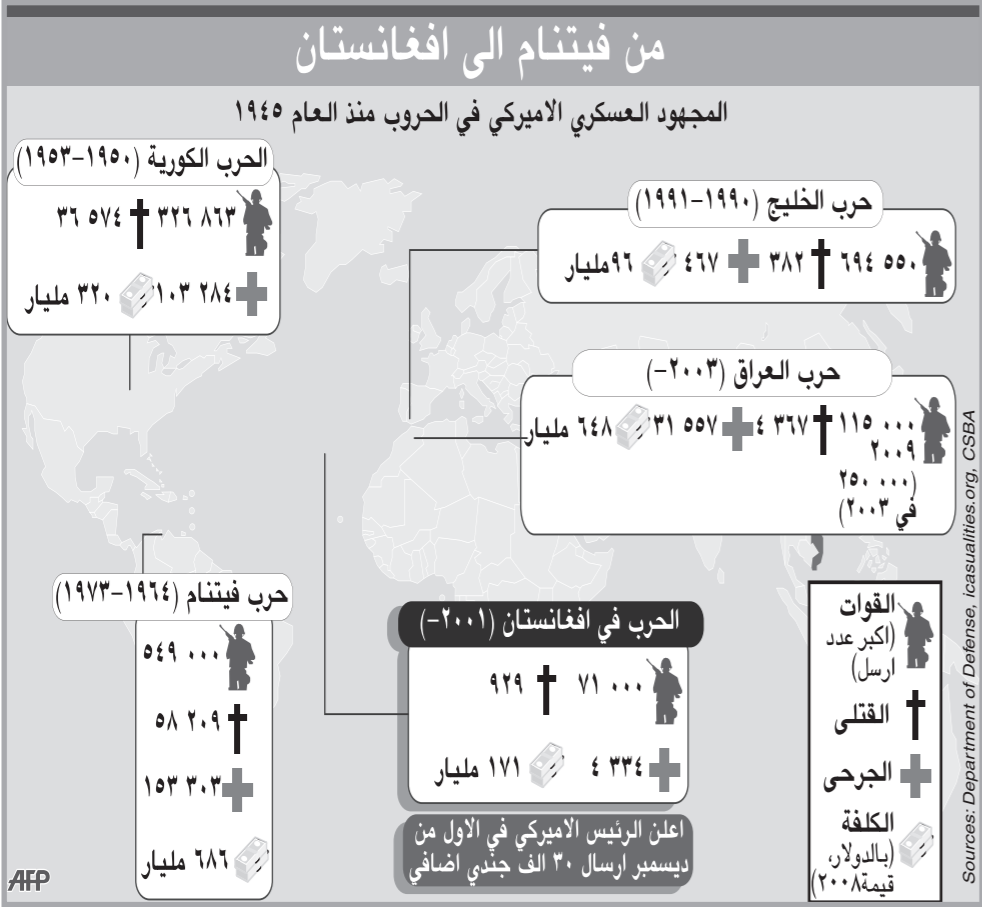 من فيتنام الى افغانستان
المجهود العسكري الاميركي في الحروب منذ العام ١٩٤٥
الحرب الكورية (١٩٥٠-١٩٥٣)
٣٢٦ ٨٦٣ ٣٦ ٥٧٤
١٠٣ ٢٨٤ ٣٢٠ مليار
حرب الخليج (١٩٩٠-١٩٩١)
٦٩٤ ٥٥٠ ٣٨٢ ٤٦٧ ٩٦مليار
حرب العراق (٢٠٠٣-)
١١٥ ٠٠٠ ٤ ٣٦٧ ٣١ ٥٥٧ ٦٤٨ مليار
٢٠٠٩
(٢٥٠ ٠٠٠
في ٢٠٠٣)
حرب فيتنام (١٩٦٤-١٩٧٣)
٥٤٩ ٠٠٠
٥٨ ٢٠٩
١٥٣ ٣٠٣
٦٨٦ مليار
الحرب في افغانستان (٢٠٠١-)
٧١ ٠٠٠ ٩٢٩
٤ ٣٣٤ ١٧١ مليار
اعلن الرئيس الاميركي في الاول من
ديسمبر ارسال ٣٠ الف جندي اضافي
القوات
(اكبر عدد
ارسل)
القتلى
الجرحى
الكلفة
(بالدولار،
قيمة٢٠٠٨)
Sources: Department of Defense, icasualities.org, CSBA
AFP